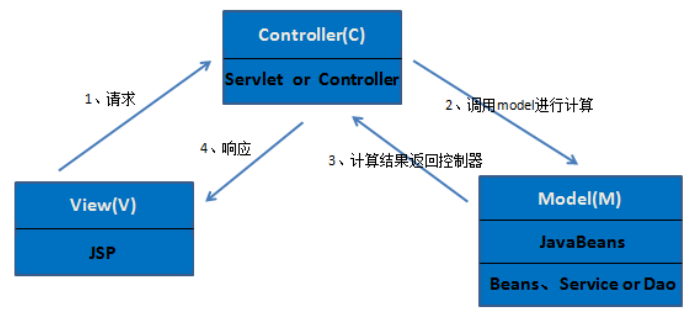 Controller(C)
Servlet or Controller
1、请求
2、调用model进行计算
4、响应
3、计算结果返回控制器
View(V)
JSP
Model(M)
JavaBeans
Beans、Service or Dao